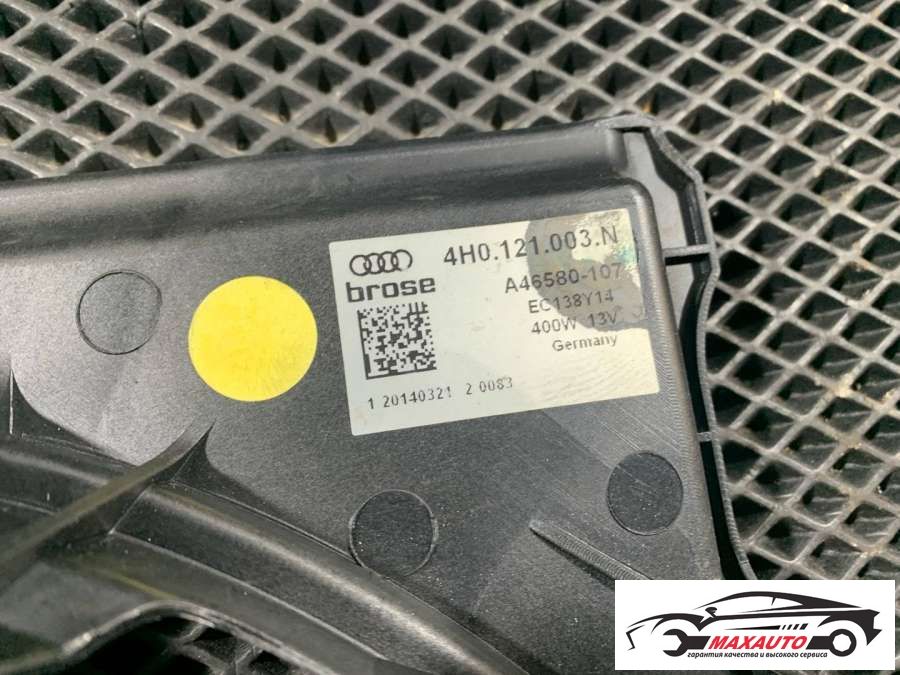 4H0.121.003.N
brose
A46580-107
EC138Y14
400W 13V
Germany
1 20140321 2 0083
MAXAUTO
гарантия качества и высокого сервиса